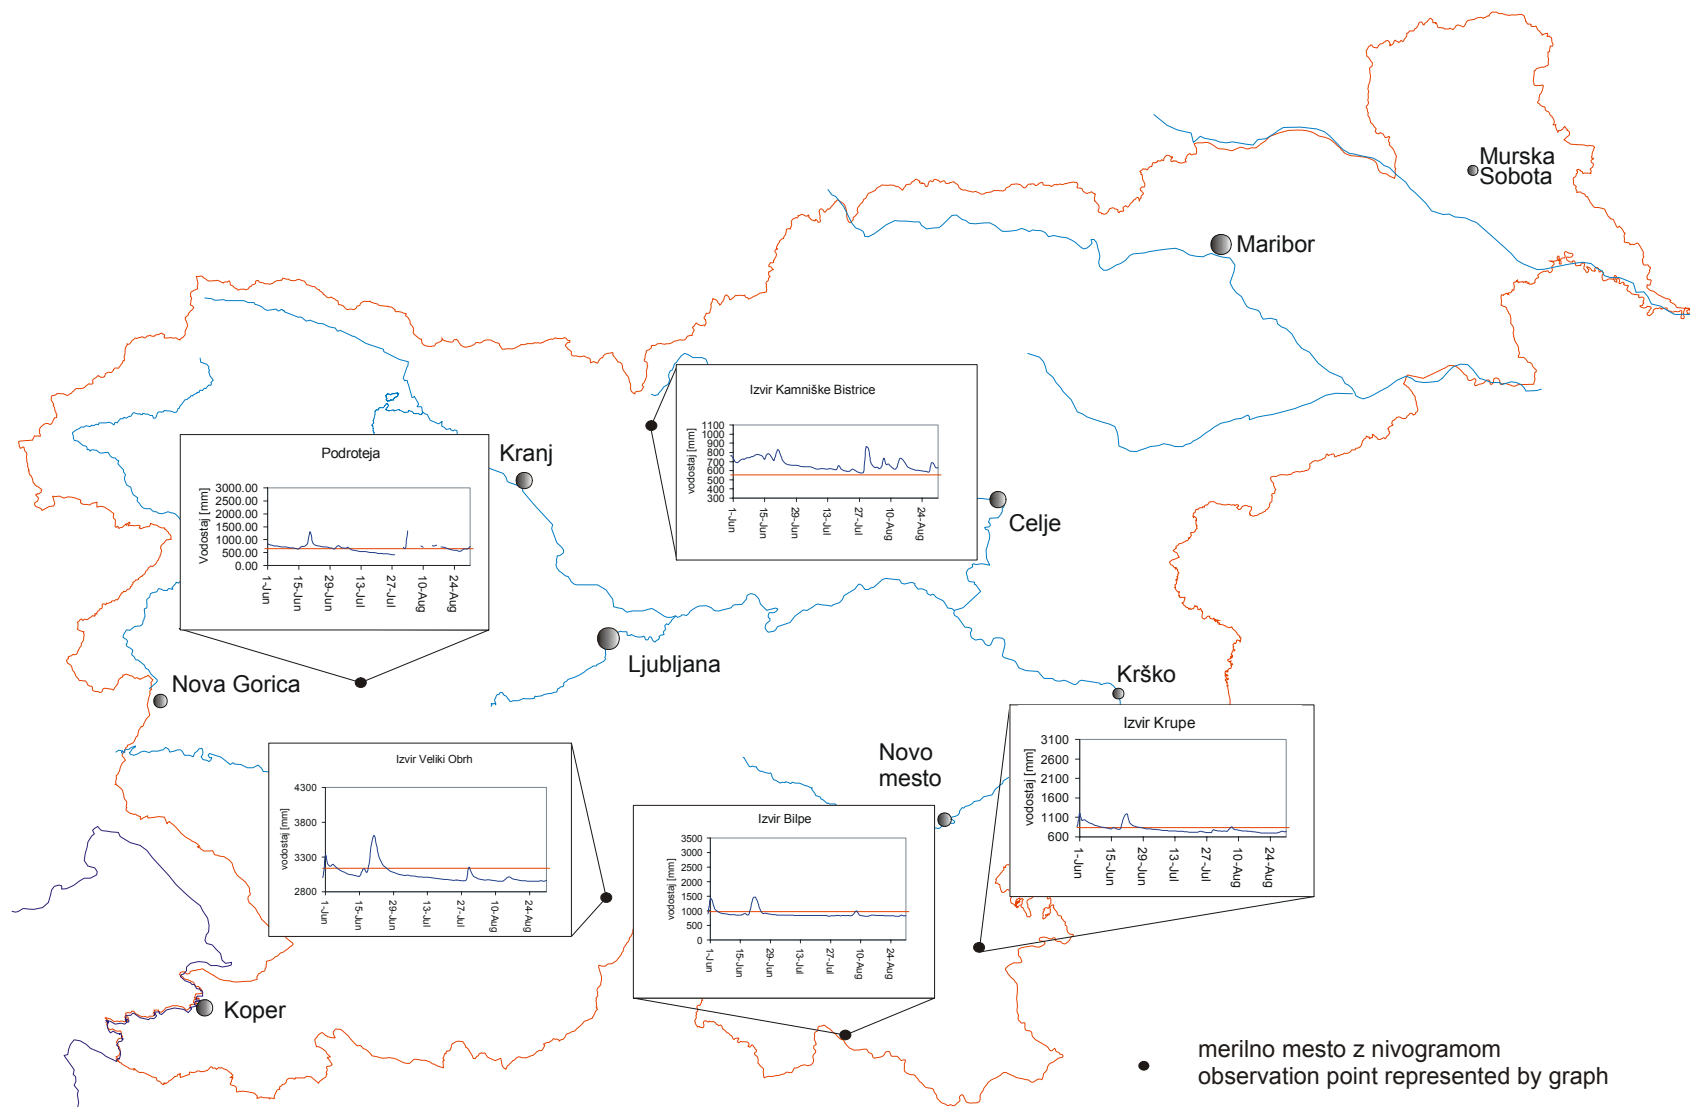 Murska
Sobota
Maribor
Izvir Kamniške Bistrice
vodostaj [mm]
1100
1000
900
800
700
600
500
400
300
1-Jun
15-Jun
29-Jun
13-Jul
27-Jul
10-Aug
24-Aug
Podroteja
Vodostaj [mm]
3000.00
2500.00
2000.00
1500.00
1000.00
500.00
0.00
1-Jun
15-Jun
29-Jun
13-Jul
27-Jul
10-Aug
24-Aug
Kranj
Celje
Ljubljana
Nova Gorica
Krško
Izvir Krupe
vodostaj [mm]
3100
2600
2100
1600
1100
600
1-Jun
15-Jun
29-Jun
13-Jul
27-Jul
10-Aug
24-Aug
Izvir Veliki Obrh
vodostaj [mm]
4300
3800
3300
2800
1-Jun
15-Jun
29-Jun
13-Jul
27-Jul
10-Aug
24-Aug
Novo
mesto
Izvir Bilpe
vodostaj [mm]
3500
3000
2500
2000
1500
1000
500
0
1-Jun
15-Jun
29-Jun
13-Jul
27-Jul
10-Aug
24-Aug
Koper
merilno mesto z nivogramom
observation point represented by graph